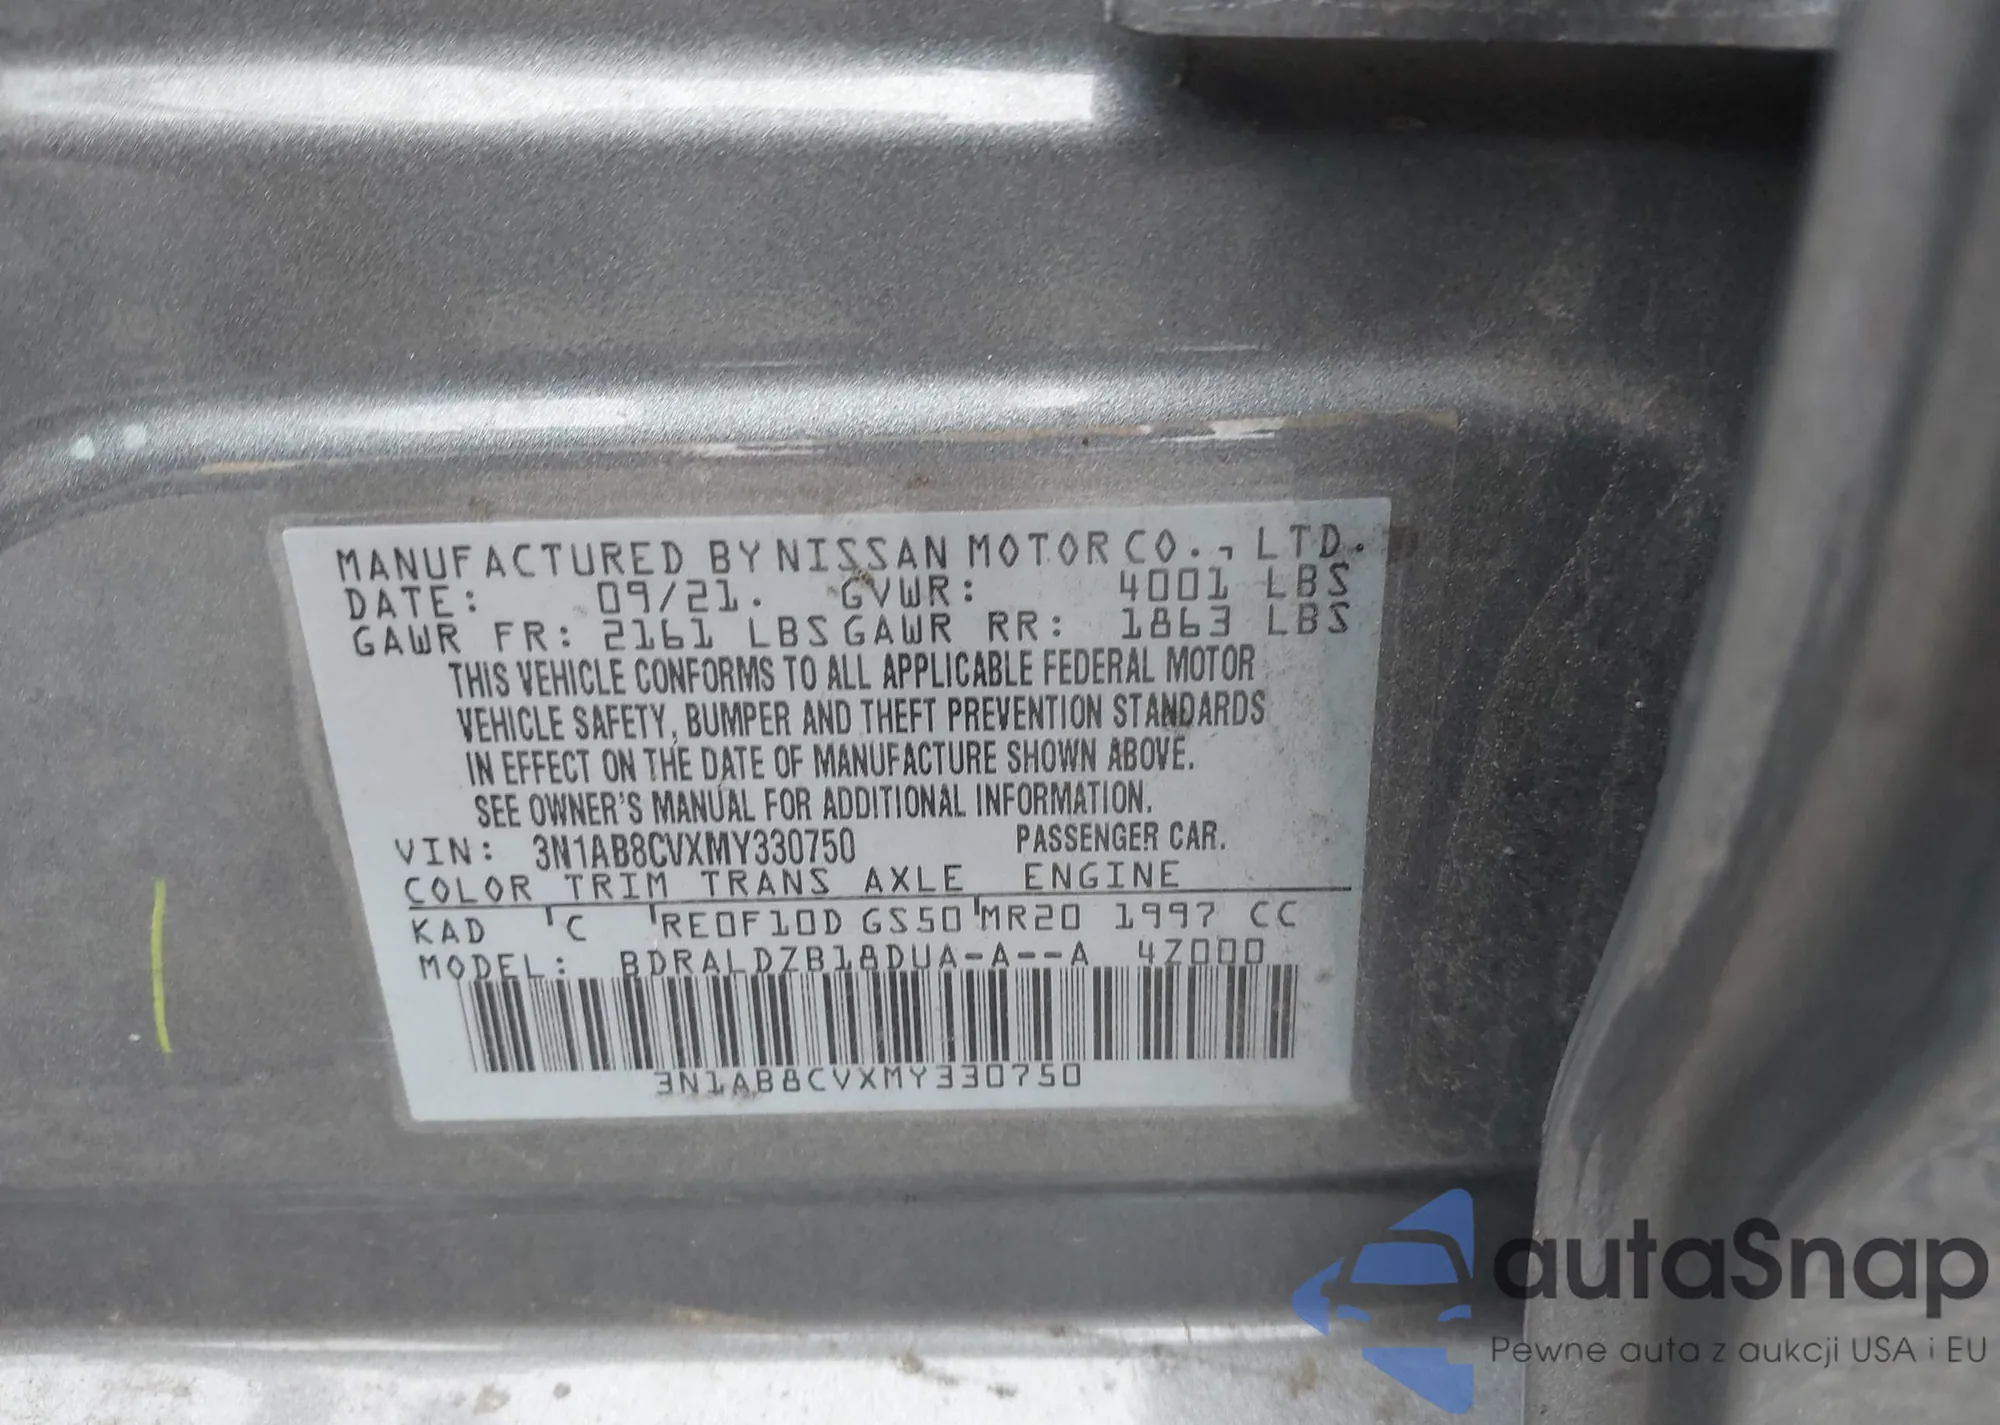 MANUFACTURED BY NISSAN MOTOR CO., LTD.
DATE: 09/21. GVWR: 4001 LBS
GAWR FR: 2161 LBS GAWR RR: 1863 LBS
THIS VEHICLE CONFORMS TO ALL APPLICABLE FEDERAL MOTOR
VEHICLE SAFETY, BUMPER AND THEFT PREVENTION STANDARDS
IN EFFECT ON THE DATE OF MANUFACTURE SHOWN ABOVE.
SEE OWNER'S MANUAL FOR ADDITIONAL INFORMATION.
VIN: 3N1AB8CVXMY330750 PASSENGER CAR.
COLOR TRIM TRANS AXLE ENGINE
KAD C RE0F10D GS50 MR20 1997 CC
MODEL: BDRALDZB18DUA-A--A 4Z000
3N1AB8CVXMY330750
autaSnap
Pewne auta z aukcji USA i EU